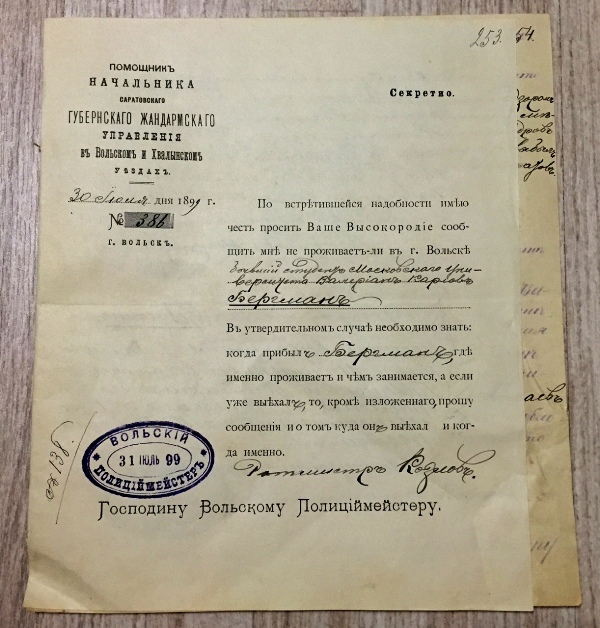 253.
54.
ПОМОЩНИКЪ
НАЧАЛЬНИКА
САРАТОВСКАГО
ГУБЕРНСКАГО ЖАНДАРМСКАГО
УПРАВЛЕНІЯ
въ Вольскомъ и Хвалынскомъ
УѢЗДАХЪ.
30 Іюля дня 1899 г.
№ 386
Г. ВОЛЬСКЪ.
Секретно.
По встрѣтившейся надобности имѣю
честь просить Ваше Высокородіе сооб-
щить мнѣ не проживаетъ-ли въ г. Вольскѣ
бывшій студентъ Московскаго Уни-
верситета Валеріанъ Карловъ
Бергманъ
Въ утвердительномъ случаѣ необходимо знать:
когда прибылъ Бергманъ, гдѣ
именно проживаетъ и чѣмъ занимается, а если
уже выѣхалъ, то, кромѣ изложеннаго, прошу
сообщенія и о томъ куда онъ выѣхалъ и ког-
да именно.
Ротмистръ Козловъ.
ВОЛЬСКІЙ
31 ІЮЛЬ 99
ПОЛИЦІЙМЕЙСТЕРЪ
Господину Вольскому Полиціймейстеру.